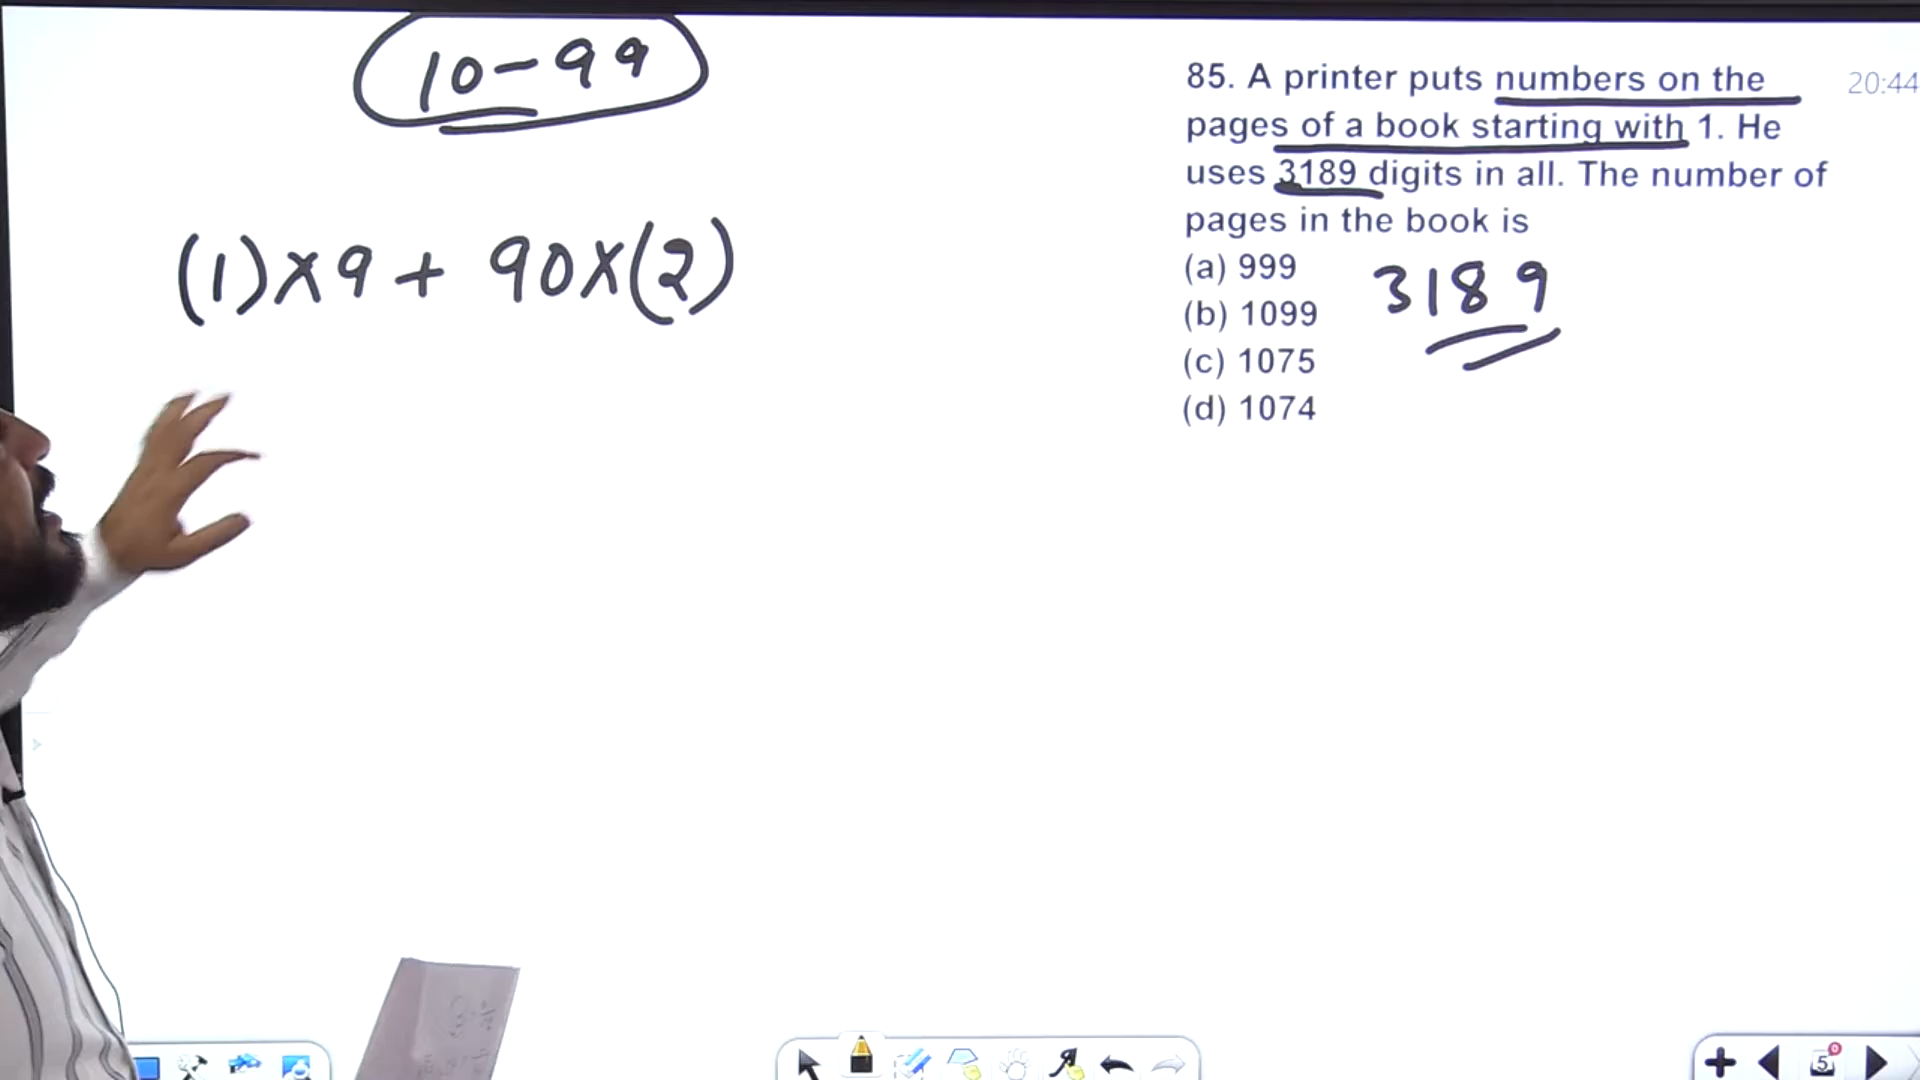 10-99
(1)×9 + 90×(2)
85. A printer puts numbers on the
pages of a book starting with 1. He
uses 3189 digits in all. The number of
pages in the book is
(a) 999
(b) 1099
(c) 1075
(d) 1074
3189
20:44
5
0